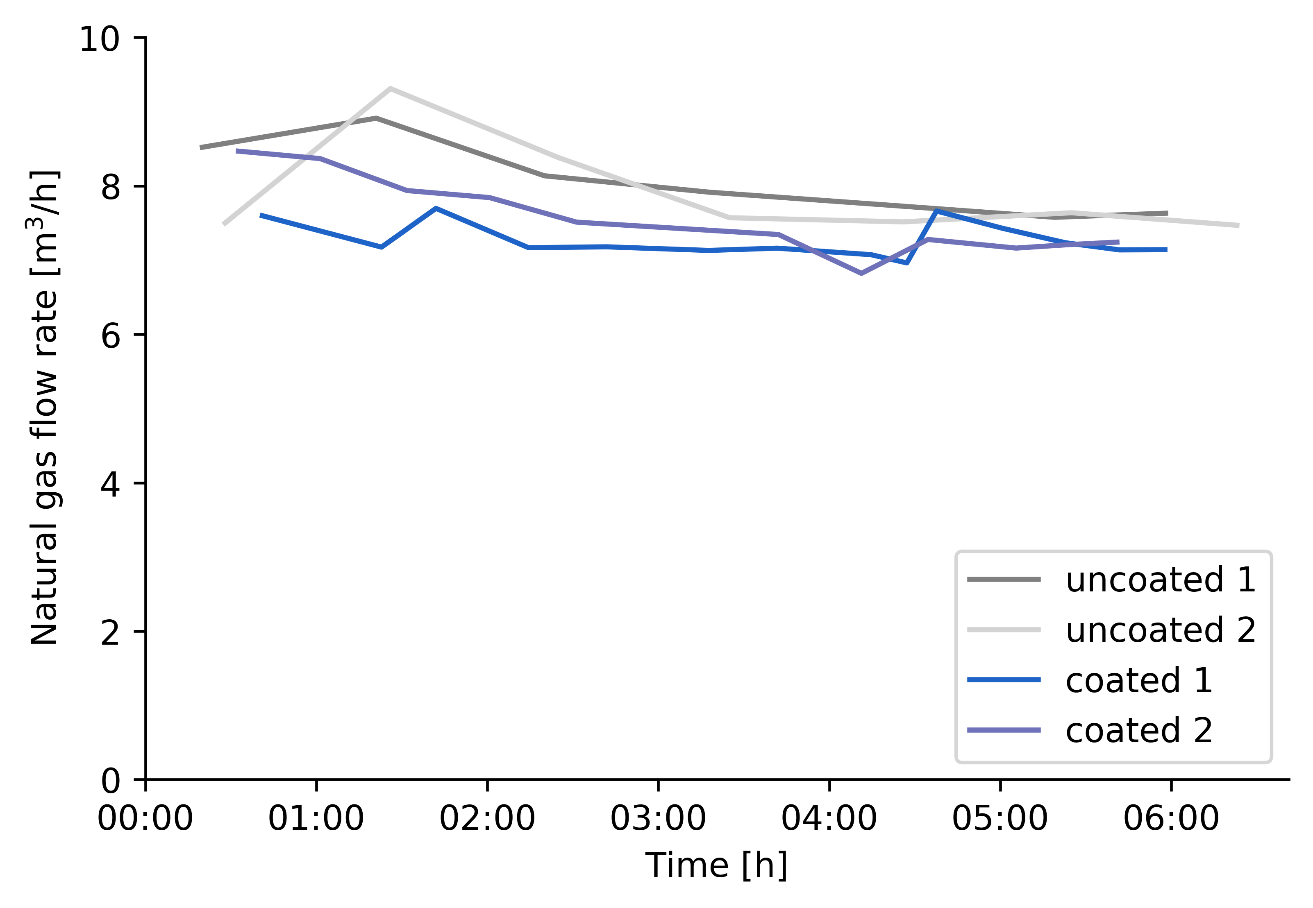 Natural gas flow rate [m³/h]
10
8
6
4
2
0
00:00 01:00 02:00 03:00 04:00 05:00 06:00
Time [h]
uncoated 1
uncoated 2
coated 1
coated 2